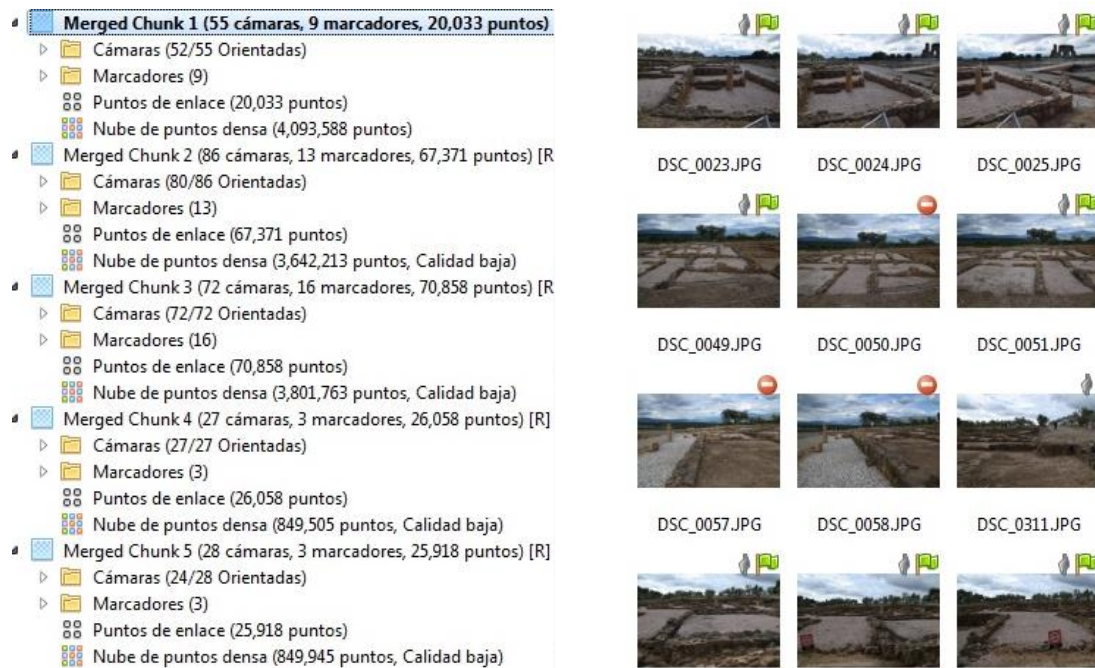 Merged Chunk 1 (55 cámaras, 9 marcadores, 20,033 puntos)
Cámaras (52/55 Orientadas)
Marcadores (9)
Puntos de enlace (20,033 puntos)
Nube de puntos densa (4,093,588 puntos)
Merged Chunk 2 (86 cámaras, 13 marcadores, 67,371 puntos) [R
Cámaras (80/86 Orientadas)
Marcadores (13)
Puntos de enlace (67,371 puntos)
Nube de puntos densa (3,642,213 puntos, Calidad baja)
Merged Chunk 3 (72 cámaras, 16 marcadores, 70,858 puntos) [R
Cámaras (72/72 Orientadas)
Marcadores (16)
Puntos de enlace (70,858 puntos)
Nube de puntos densa (3,801,763 puntos, Calidad baja)
Merged Chunk 4 (27 cámaras, 3 marcadores, 26,058 puntos) [R]
Cámaras (27/27 Orientadas)
Marcadores (3)
Puntos de enlace (26,058 puntos)
Nube de puntos densa (849,505 puntos, Calidad baja)
Merged Chunk 5 (28 cámaras, 3 marcadores, 25,918 puntos) [R]
Cámaras (24/28 Orientadas)
Marcadores (3)
Puntos de enlace (25,918 puntos)
Nube de puntos densa (849,945 puntos, Calidad baja)
DSC_0023.JPG DSC_0024.JPG DSC_0025.JPG
DSC_0049.JPG DSC_0050.JPG DSC_0051.JPG
DSC_0057.JPG DSC_0058.JPG DSC_0311.JPG